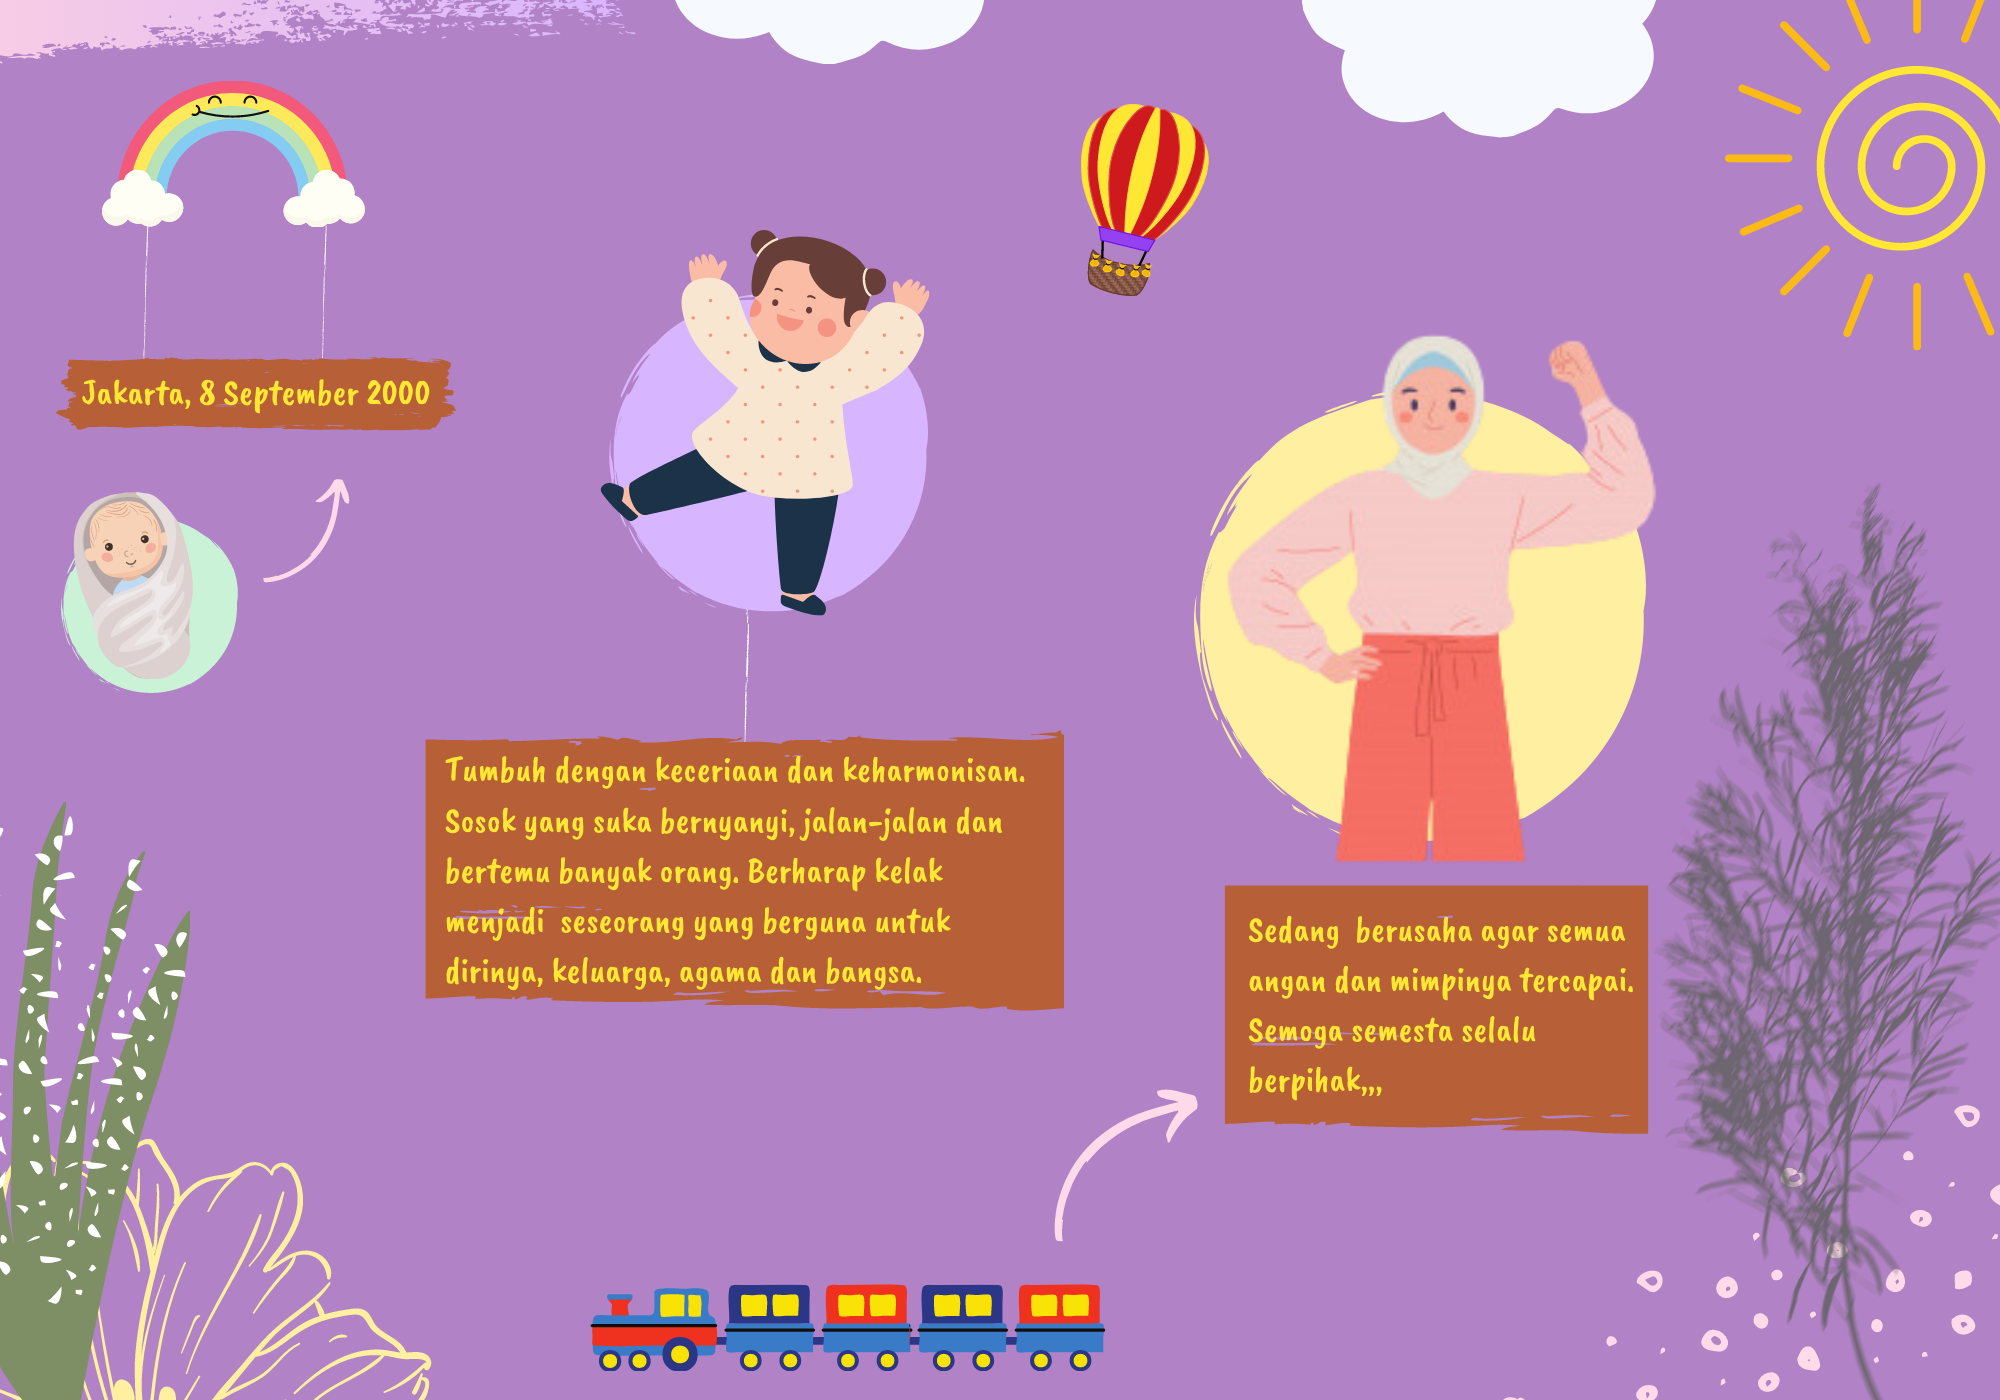 Jakarta, 8 September 2000
Tumbuh dengan keceriaan dan keharmonisan.
Sosok yang suka bernyanyi, jalan-jalan dan
bertemu banyak orang. Berharap kelak
menjadi  seseorang yang berguna untuk
dirinya, keluarga, agama dan bangsa.
Sedang  berusaha agar semua
angan dan mimpinya tercapai.
Semoga semesta selalu
berpihak,,,